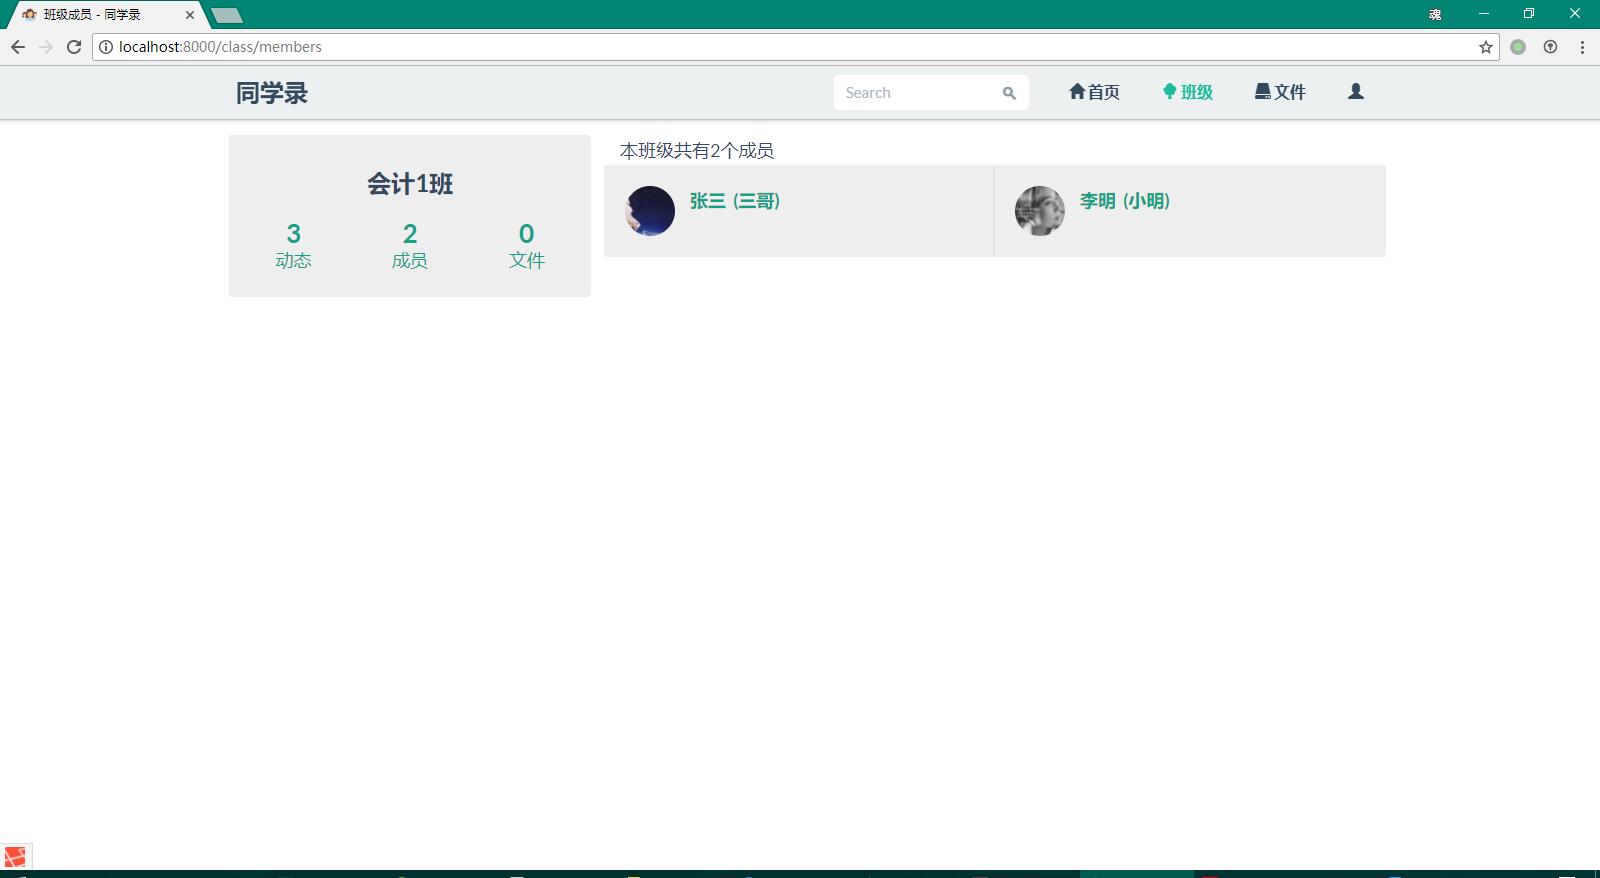 班级成员 - 同学录
魂
localhost:8000/class/members
同学录
Search
首页
班级
文件
会计1班
3
动态
2
成员
0
文件
本班级共有2个成员
张三 (三哥)
李明 (小明)